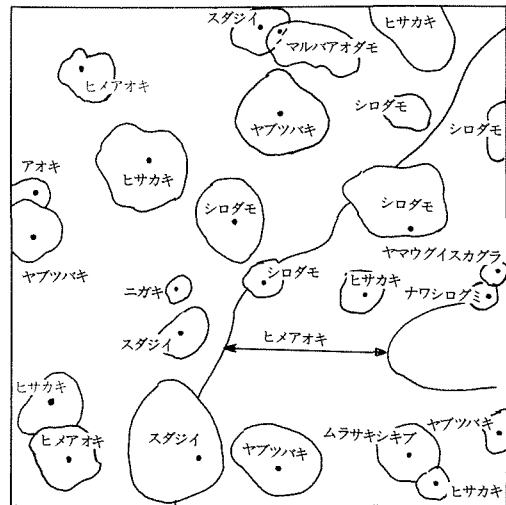 スダジイ
ヒサカキ
マルバアオダモ
ヒメアオキ
シロダモ
ヤブツバキ
シロダモ
アオキ
ヒサカキ
シロダモ
シロダモ
ヤマウグイスカグラ
ヤブツバキ
シロダモ
ヒサカキ
ニガキ
ナワシログミ
スダジイ
ヒメアオキ
ヒサカキ
ムラサキシキブ
ヤブツバキ
ヒメアオキ
スダジイ
ヤブツバキ
ヒサカキ